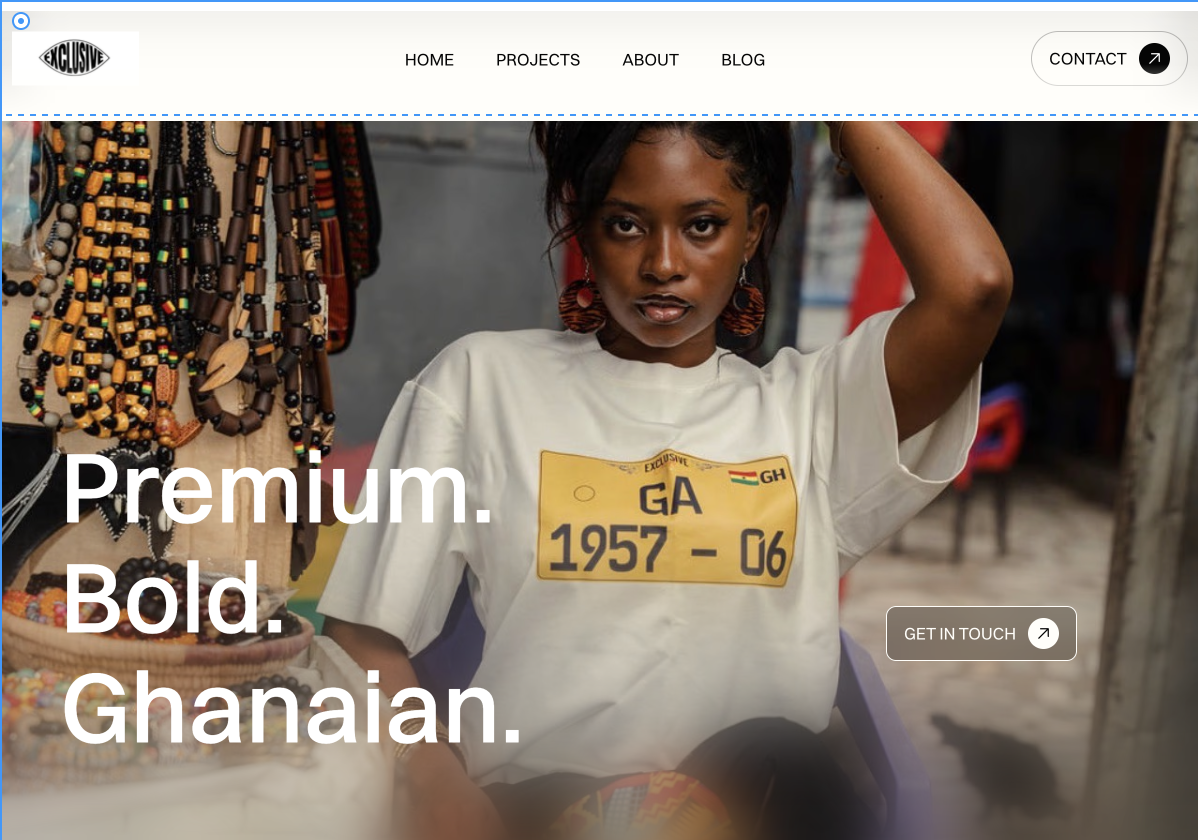 EXCLUSIVE
HOME
PROJECTS
ABOUT
BLOG
CONTACT
EXCLUSIVE
GH
GA
1957 - 06
Premium.
Bold.
Ghanaian.
GET IN TOUCH